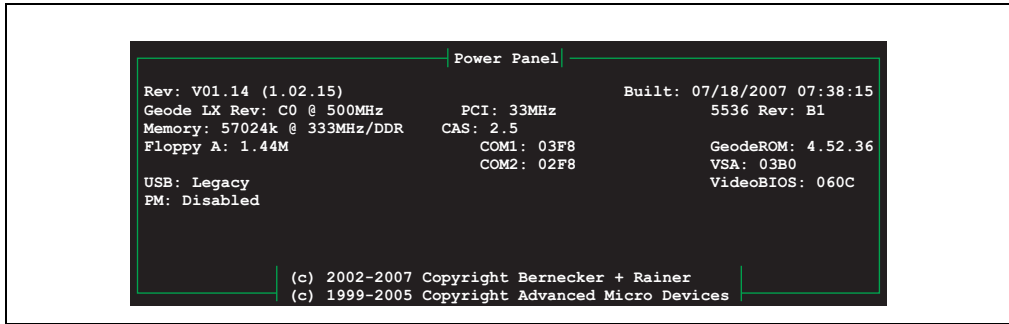 Power Panel
Rev: V01.14 (1.02.15) Built: 07/18/2007 07:38:15
Geode LX Rev: C0 @ 500MHz PCI: 33MHz 5536 Rev: B1
Memory: 57024k @ 333MHz/DDR CAS: 2.5
Floppy A: 1.44M COM1: 03F8 GeodeROM: 4.52.36
COM2: 02F8 VSA: 03B0
USB: Legacy VideoBIOS: 060C
PM: Disabled
(c) 2002-2007 Copyright Bernecker + Rainer
(c) 1999-2005 Copyright Advanced Micro Devices